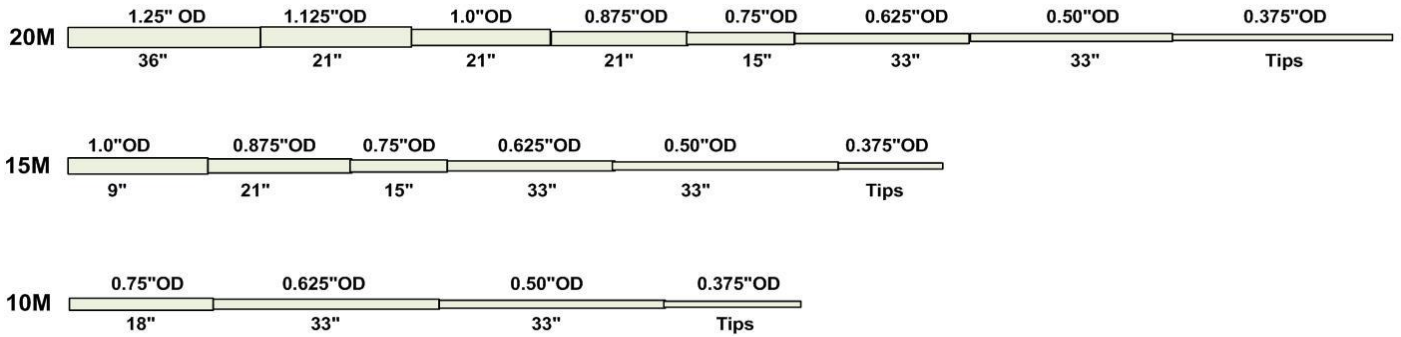 1.25" OD 1.125"OD 1.0"OD 0.875"OD 0.75"OD 0.625"OD 0.50"OD 0.375"OD
20M
36" 21" 21" 21" 15" 33" 33" Tips
1.0"OD 0.875"OD 0.75"OD 0.625"OD 0.50"OD 0.375"OD
15M
9" 21" 15" 33" 33" Tips
0.75"OD 0.625"OD 0.50"OD 0.375"OD
10M
18" 33" 33" Tips